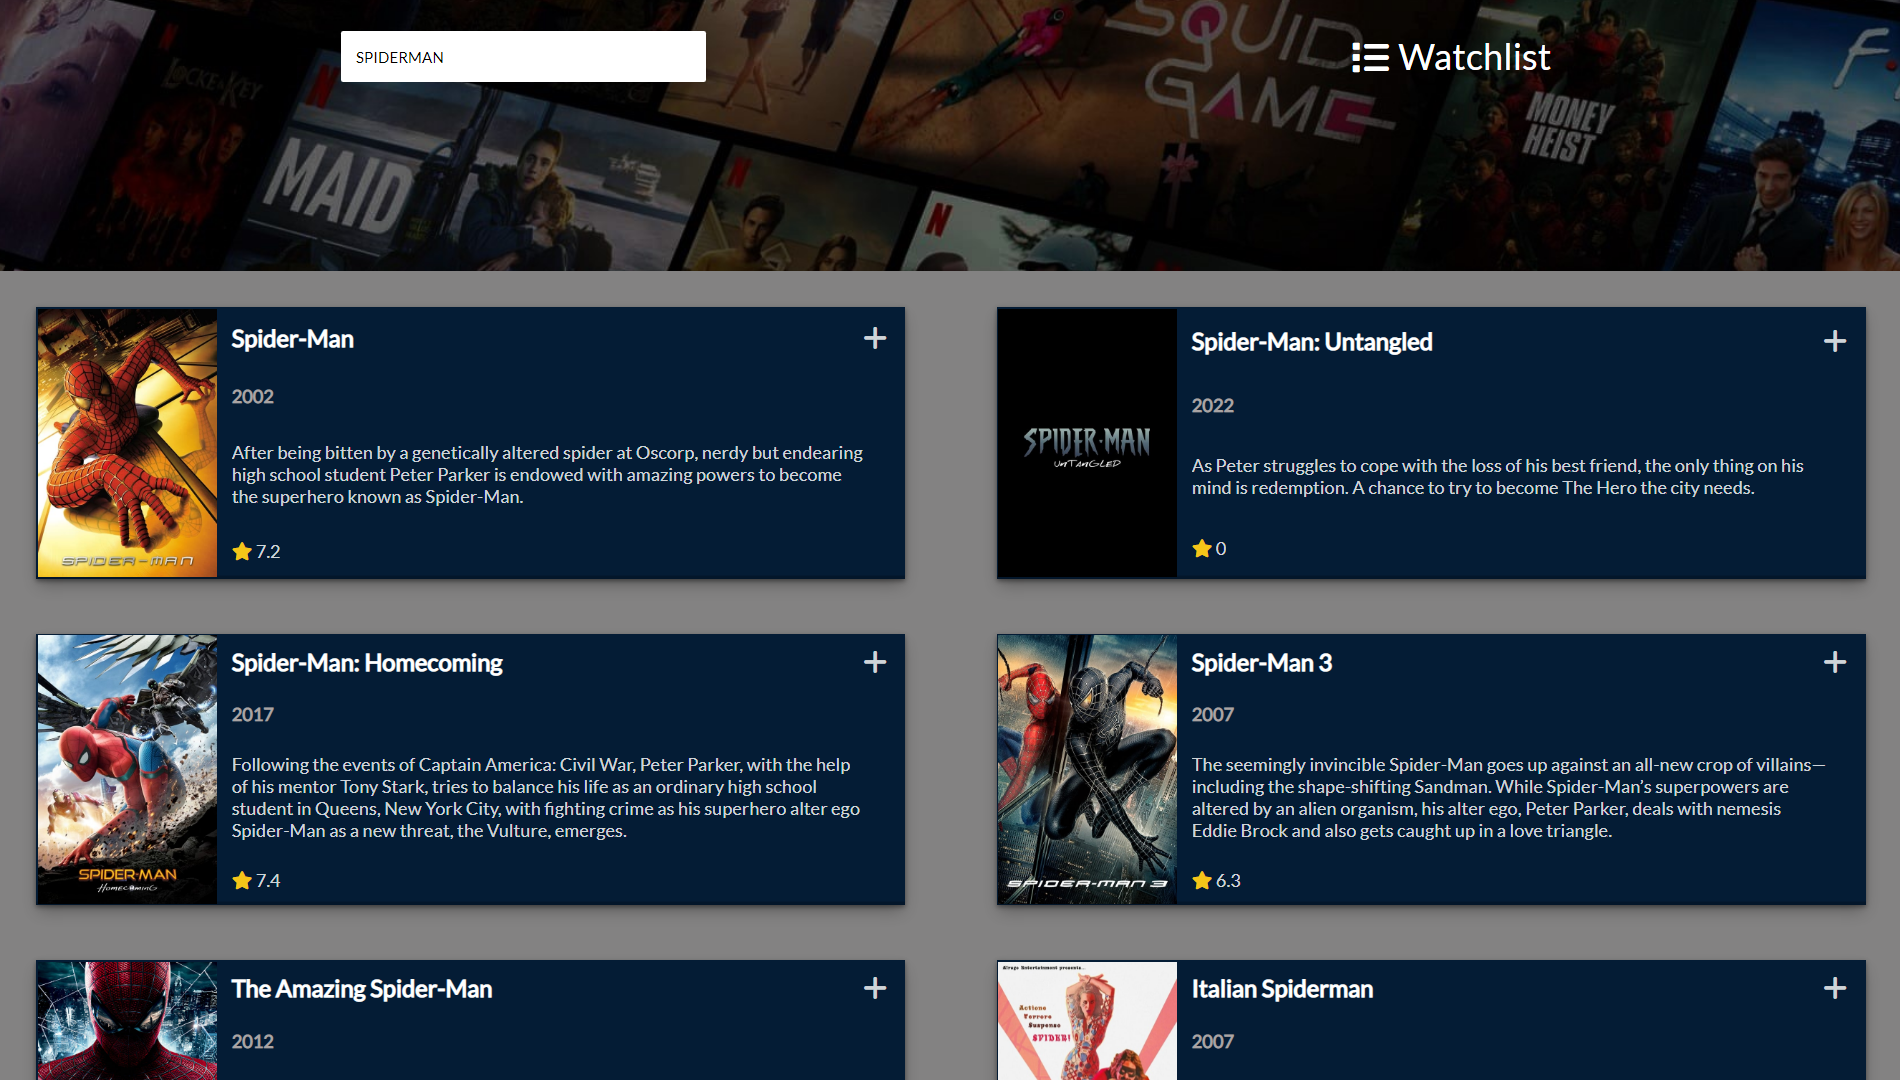 SPIDERMAN
Watchlist
LOCKE & KEY
MAID
SQUID
GAME
MONEY
HEIST
N
N
N
Spider-Man
2002
After being bitten by a genetically altered spider at Oscorp, nerdy but endearing
high school student Peter Parker is endowed with amazing powers to become
the superhero known as Spider-Man.
7.2
SPIDER-MAN
Spider-Man: Untangled
2022
As Peter struggles to cope with the loss of his best friend, the only thing on his
mind is redemption. A chance to try to become The Hero the city needs.
0
SPIDER-MAN
UNTANGLED
Spider-Man: Homecoming
2017
Following the events of Captain America: Civil War, Peter Parker, with the help
of his mentor Tony Stark, tries to balance his life as an ordinary high school
student in Queens, New York City, with fighting crime as his superhero alter ego
Spider-Man as a new threat, the Vulture, emerges.
7.4
SPIDER-MAN
HOMECOMING
Spider-Man 3
2007
The seemingly invincible Spider-Man goes up against an all-new crop of villains—
including the shape-shifting Sandman. While Spider-Man’s superpowers are
altered by an alien organism, his alter ego, Peter Parker, deals with nemesis
Eddie Brock and also gets caught up in a love triangle.
6.3
SPIDER-MAN 3
The Amazing Spider-Man
2012
Italian Spiderman
2007
Alrugo Entertainment presents...
Actione
Terrore
Suspenso
SPIDER!